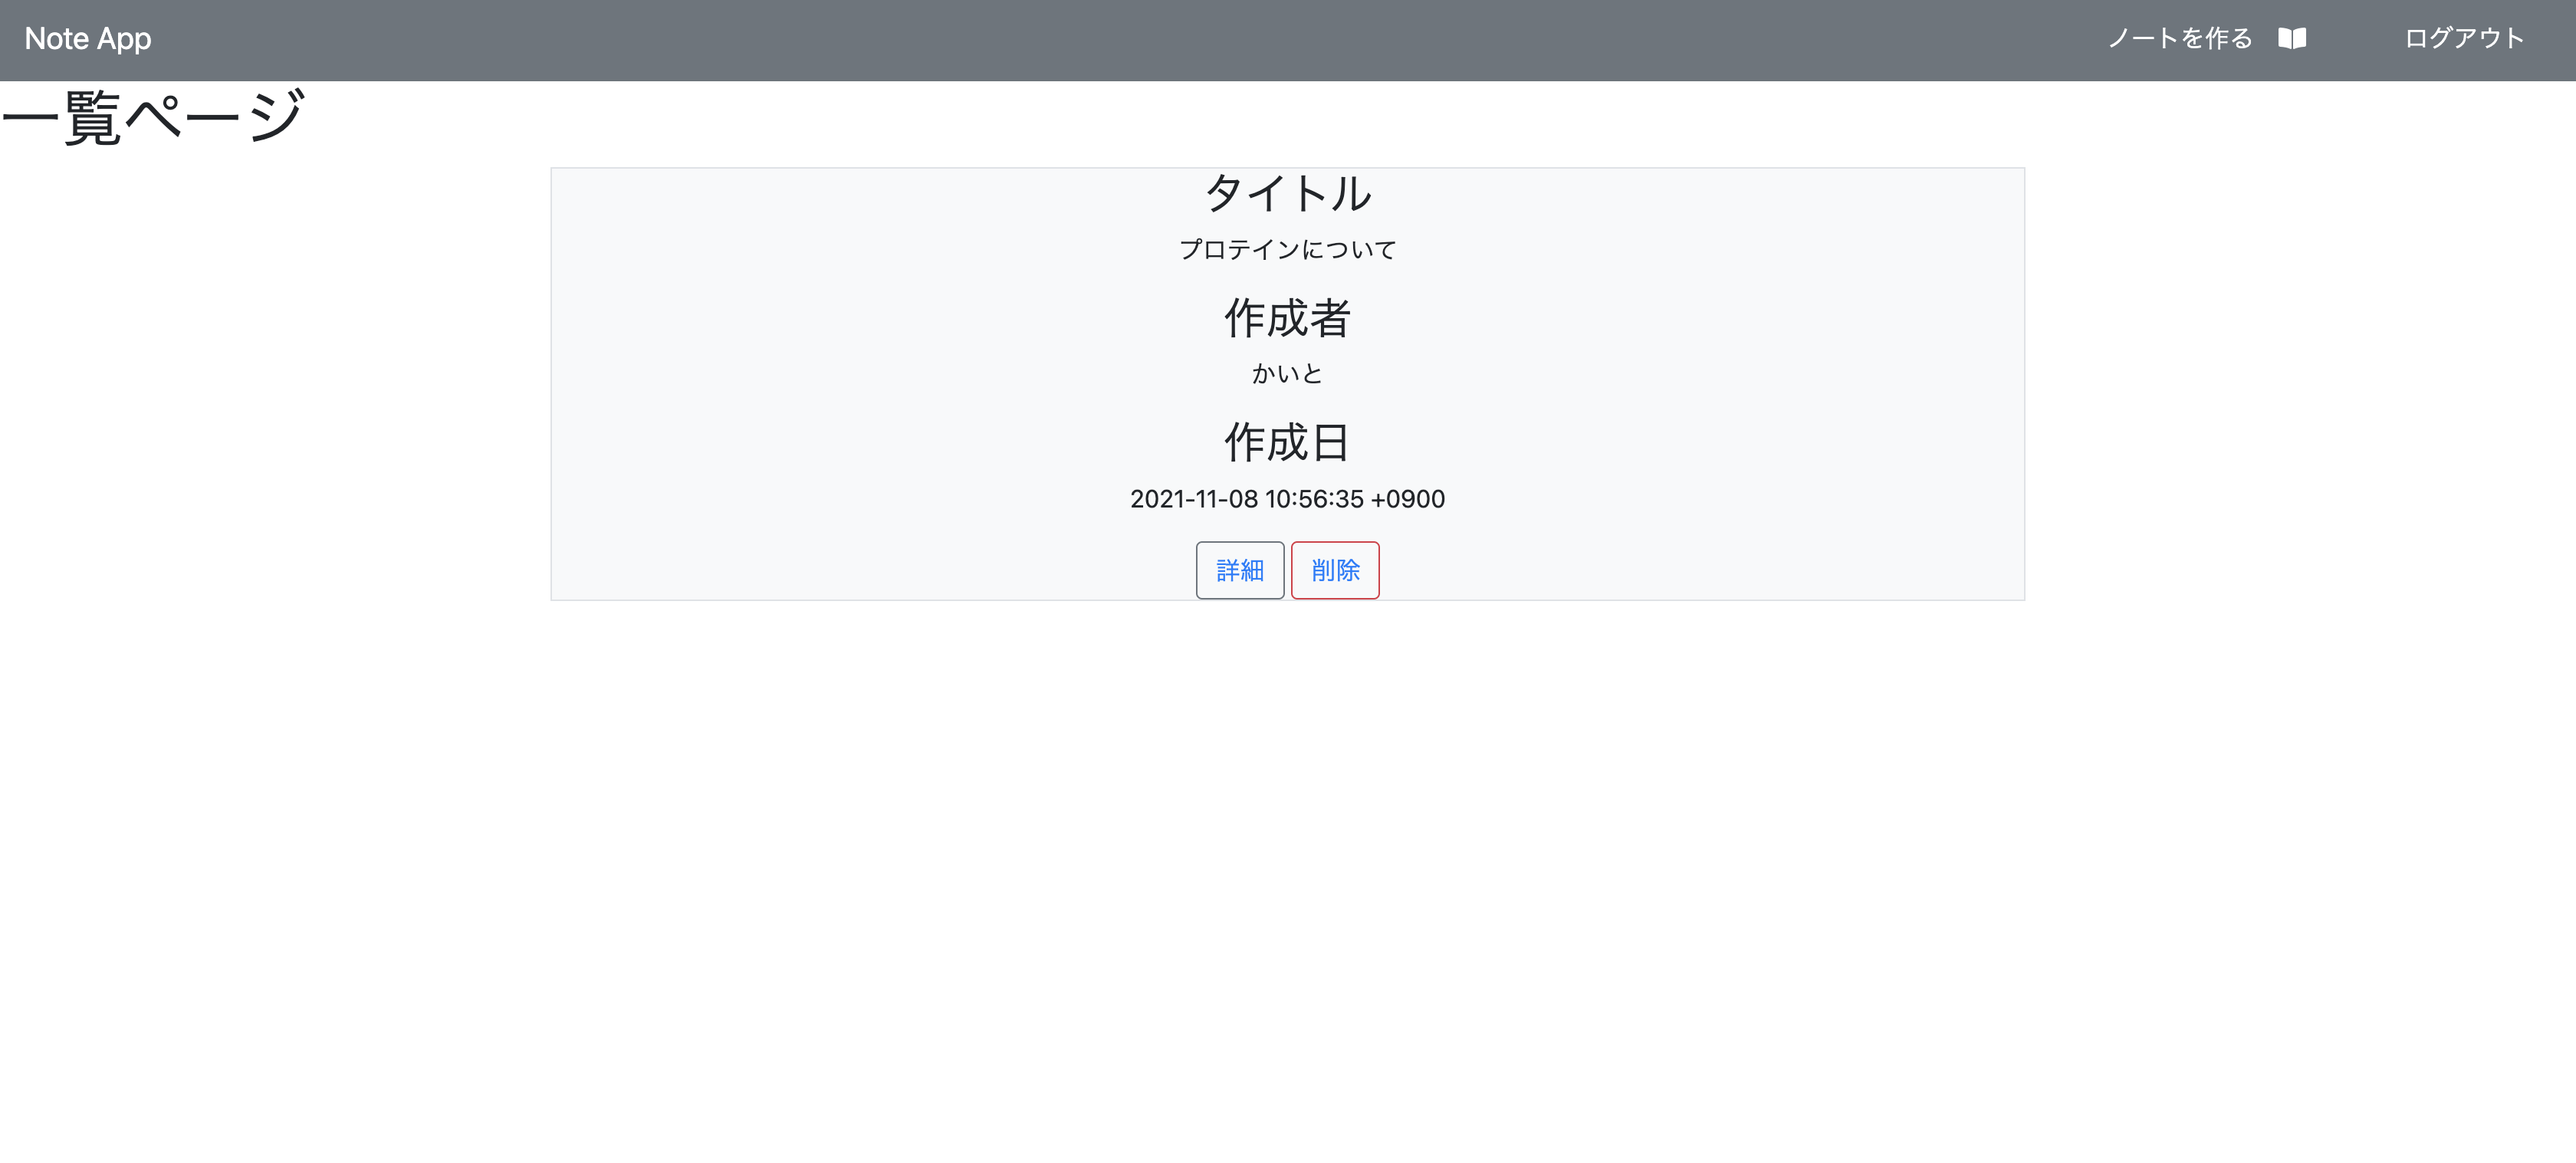 Note App ノートを作る ログアウト
一覧ページ
タイトル
プロテインについて
作成者
かいと
作成日
2021-11-08 10:56:35 +0900
詳細 削除